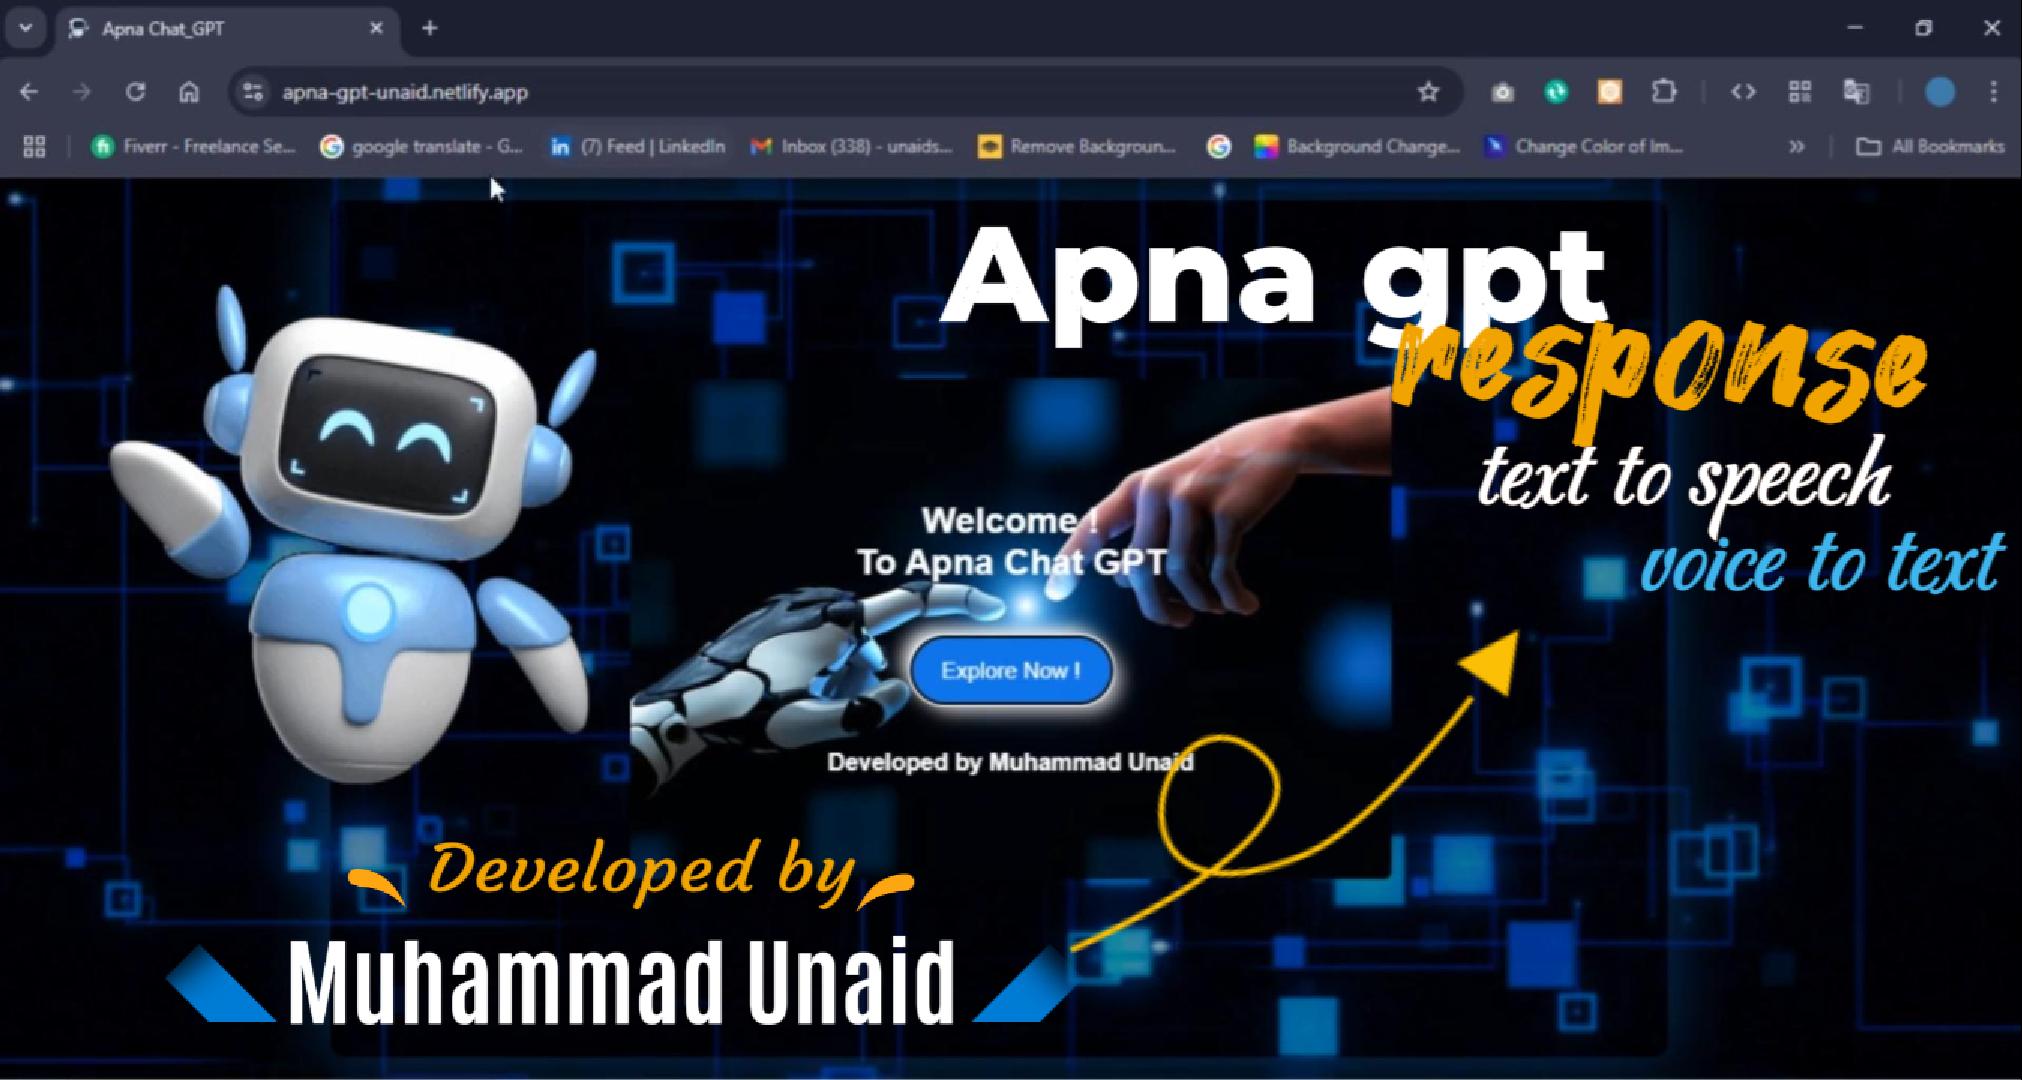 Apna Chat_GPT
apna-gpt-unaid.netlify.app
Fiverr - Freelance Se...
google translate - G...
(7) Feed | LinkedIn
Inbox (338) - unaids...
Remove Backgroun...
Background Change...
Change Color of Im...
All Bookmarks
Apna gpt
response
text to speech
voice to text
Welcome !
To Apna Chat GPT
Explore Now !
Developed by Muhammad Unaid
Developed by
Muhammad Unaid